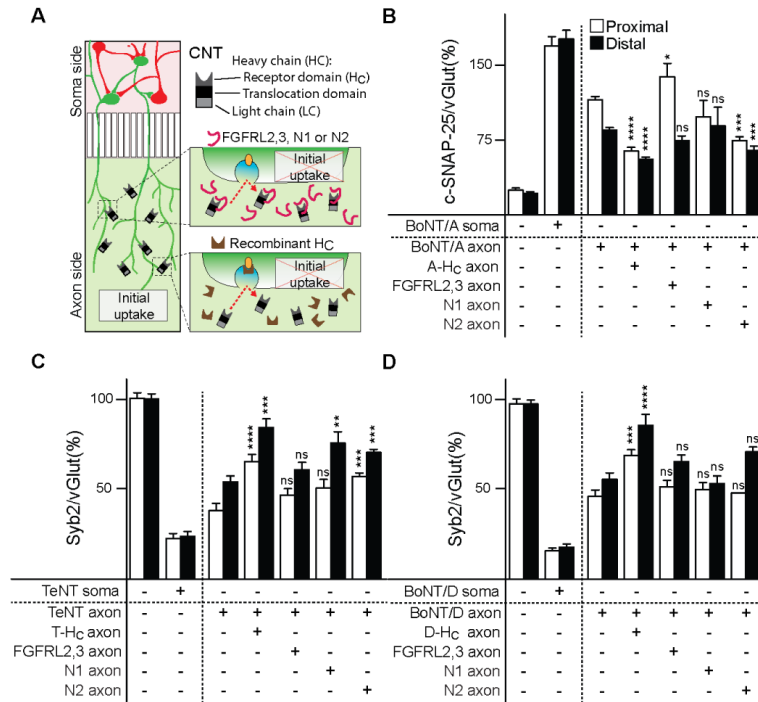 A
Soma side
Axon side
Initial
uptake
CNT
Heavy chain (HC):
Receptor domain (HC)
Translocation domain
Light chain (LC)
FGFRL2,3, N1 or N2
Initial
uptake
Recombinant HC
Initial
uptake
B
c-SNAP-25/vGlut(%)
150
75
Proximal
Distal
**** **** * ns ns ns *** ***
BoNT/A soma - + - - - - -
BoNT/A axon - - + + + + +
A-HC axon - - - + - - -
FGFRL2,3 axon - - - - + - -
N1 axon - - - - - + -
N2 axon - - - - - - +
C
Syb2/vGlut(%)
100
50
**** *** ns ns ns ** *** ***
TeNT soma - + - - - - -
TeNT axon - - + + + + +
T-HC axon - - - + - - -
FGFRL2,3 axon - - - - + - -
N1 axon - - - - - + -
N2 axon - - - - - - +
D
Syb2/vGlut(%)
100
50
*** **** ns ns ns ns ns ns
BoNT/D soma - + - - - - -
BoNT/D axon - - + + + + +
D-HC axon - - - + - - -
FGFRL2,3 axon - - - - + - -
N1 axon - - - - - + -
N2 axon - - - - - - +